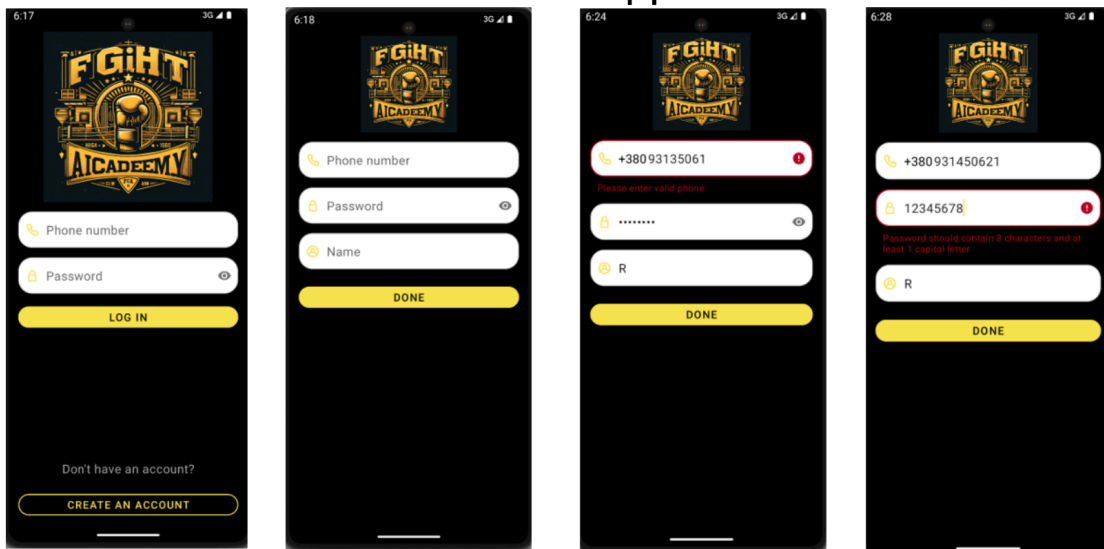 6:17
3G
FGiHT
HIGH
1980
AICADEEMY
Phone number
Password
LOG IN
Don't have an account?
CREATE AN ACCOUNT
6:18
3G
FGiHT
AICADEEMY
Phone number
Password
Name
DONE
6:24
3G
FGiHT
AICADEEMY
+38093135061
Please enter valid phone
••••••••
R
DONE
6:28
3G
FGiHT
AICADEEMY
+380931450621
12345678
Password should contain 8 characters and at
least 1 capital letter
R
DONE